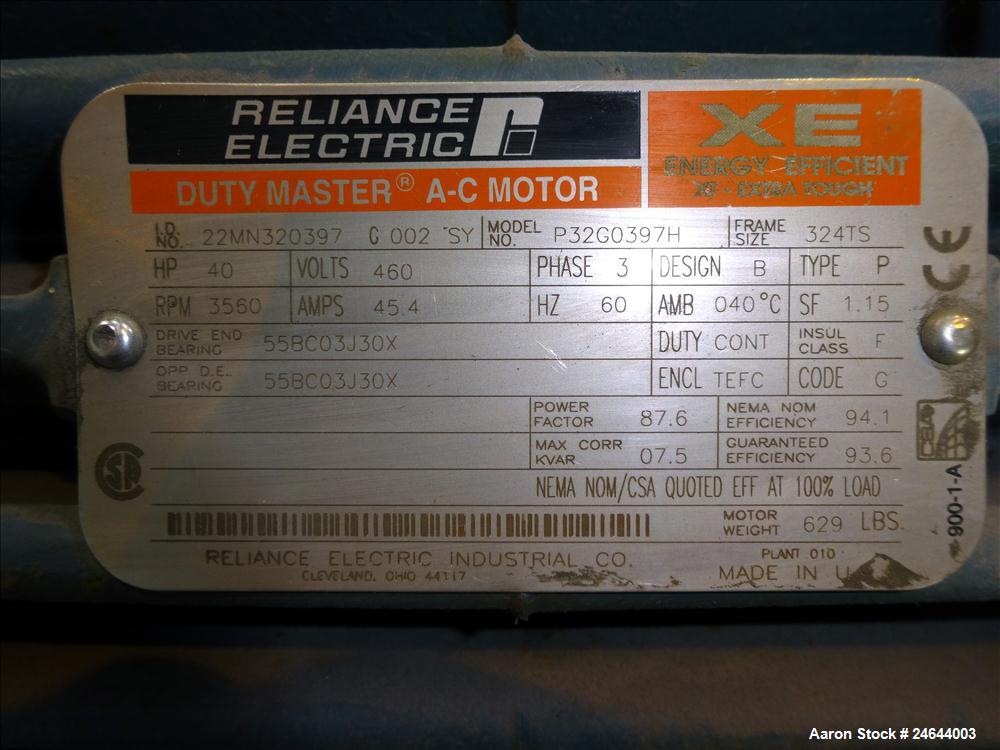 RELIANCE ELECTRIC
XE
ENERGY EFFICIENT
XT - EXTRA TOUGH
DUTY MASTER® A-C MOTOR
I.D. NO. 22MN320397 G 002 SY MODEL NO. P32G0397H FRAME SIZE 324TS
HP 40 VOLTS 460 PHASE 3 DESIGN B TYPE P
RPM 3560 AMPS 45.4 HZ 60 AMB 040°C SF 1.15
DRIVE END BEARING 55BC03J30X DUTY CONT INSUL CLASS F
OPP D.E. BEARING 55BC03J30X ENCL TEFC CODE G
POWER FACTOR 87.6 NEMA NOM EFFICIENCY 94.1
MAX CORR KVAR 07.5 GUARANTEED EFFICIENCY 93.6
NEMA NOM/CSA QUOTED EFF AT 100% LOAD
MOTOR WEIGHT 629 LBS.
RELIANCE ELECTRIC INDUSTRIAL CO.
CLEVELAND, OHIO 44117
PLANT 010
MADE IN U
CE
900-1-A
Aaron Stock # 24644003